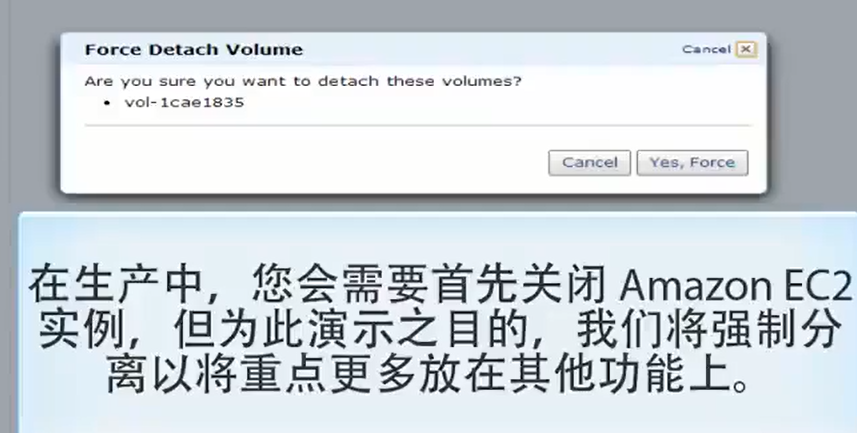 Force Detach Volume
Cancel
Are you sure you want to detach these volumes?
• vol-1cae1835
Cancel
Yes, Force
在生产中，您会需要首先关闭 Amazon EC2
实例，但为此演示之目的，我们将强制分
离以将重点更多放在其他功能上。